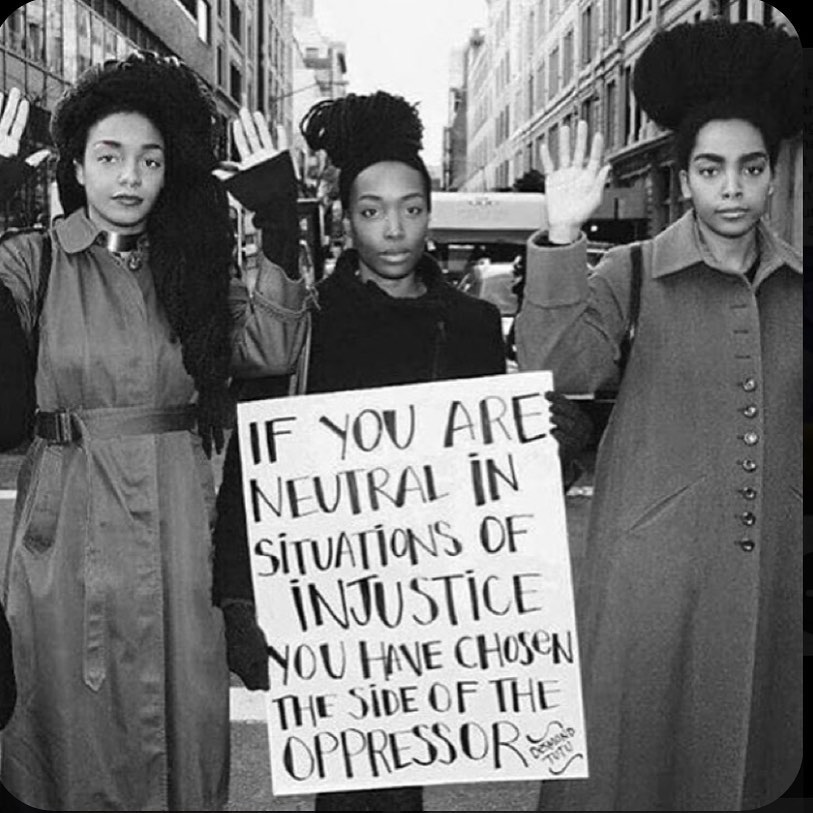 IF YOU ARE
NEUTRAL IN
SITUATIONS OF
INJUSTICE
YOU HAVE CHOSEN
THE SIDE OF THE
OPPRESSOR
DESMOND
TUTU